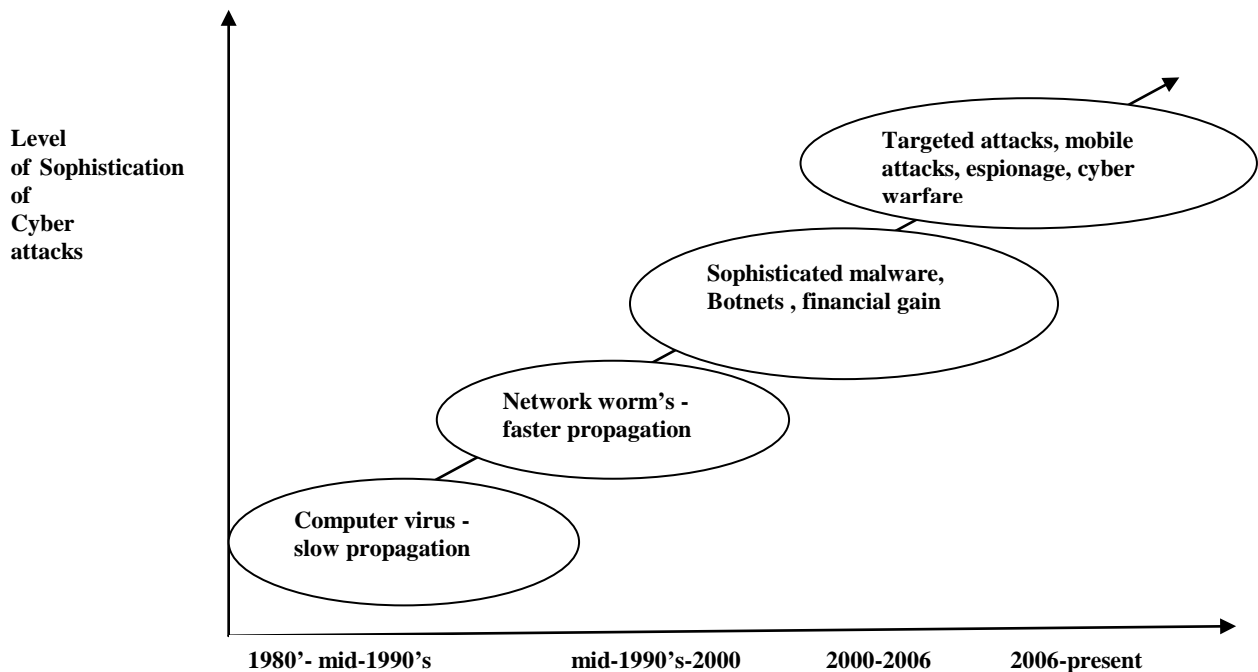 Level
of Sophistication
of
Cyber
attacks
Targeted attacks, mobile
attacks, espionage, cyber
warfare
Sophisticated malware,
Botnets , financial gain
Network worm’s -
faster propagation
Computer virus -
slow propagation
1980’- mid-1990’s
mid-1990’s-2000
2000-2006
2006-present